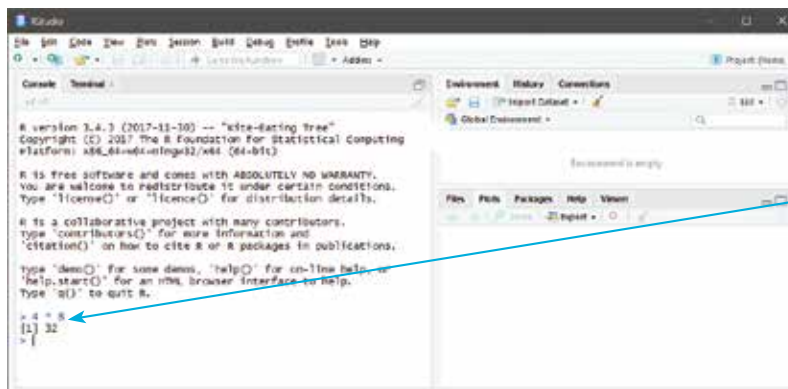 RStudio
File Edit Code View Plots Session Build Debug Profile Tools Help
Go to file/function Addins
Project: (None)
Console Terminal
Environment History Connections
Import Dataset
List
Global Environment
R version 3.4.3 (2017-11-30) -- "Kite-Eating Tree"
Copyright (C) 2017 The R Foundation for Statistical Computing
Platform: x86_64-w64-mingw32/x64 (64-bit)
Environment is empty
R is free software and comes with ABSOLUTELY NO WARRANTY.
You are welcome to redistribute it under certain conditions.
Type 'license()' or 'licence()' for distribution details.
Files Plots Packages Help Viewer
Zoom Export
R is a collaborative project with many contributors.
Type 'contributors()' for more information and
'citation()' on how to cite R or R packages in publications.
Type 'demo()' for some demos, 'help()' for on-line help, or
'help.start()' for an HTML browser interface to help.
Type 'q()' to quit R.
> 4 * 8
[1] 32
>